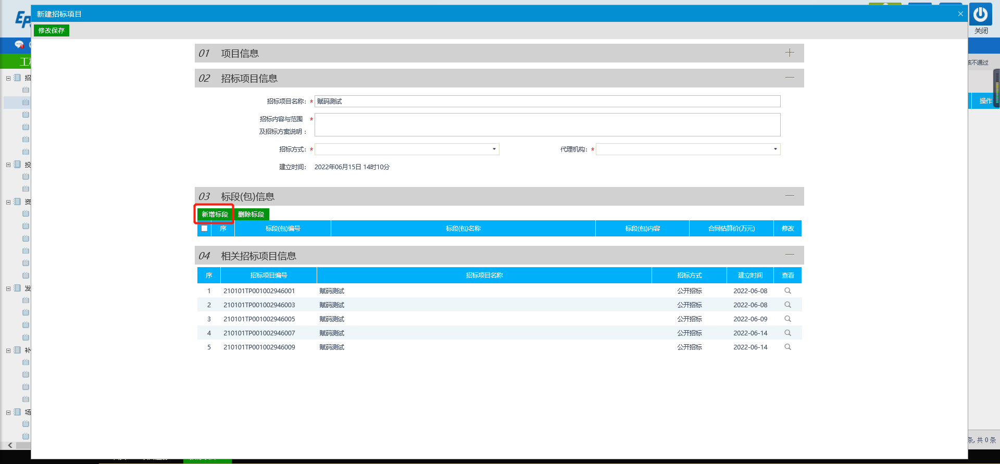 新建招标项目
×
关闭
修改保存
工
核不通过
操作
招
投
资
发
补
场
01 项目信息
02 招标项目信息
招标项目名称： * 赋码测试
招标内容与范围 *
及招标方案说明：
招标方式： *
代理机构： *
建立时间： 2022年06月15日 14时10分
03 标段(包)信息
新增标段 删除标段
序 标段(包)编号 标段(包)名称 标段(包)内容 合同估算价(万元) 修改
04 相关招标项目信息
序 招标项目编号 招标项目名称 招标方式 建立时间 查看
1 210101TP001002946001 赋码测试 公开招标 2022-06-08
2 210101TP001002946003 赋码测试 公开招标 2022-06-08
3 210101TP001002946005 赋码测试 公开招标 2022-06-09
4 210101TP001002946007 赋码测试 公开招标 2022-06-14
5 210101TP001002946009 赋码测试 公开招标 2022-06-14
条, 共 0 条